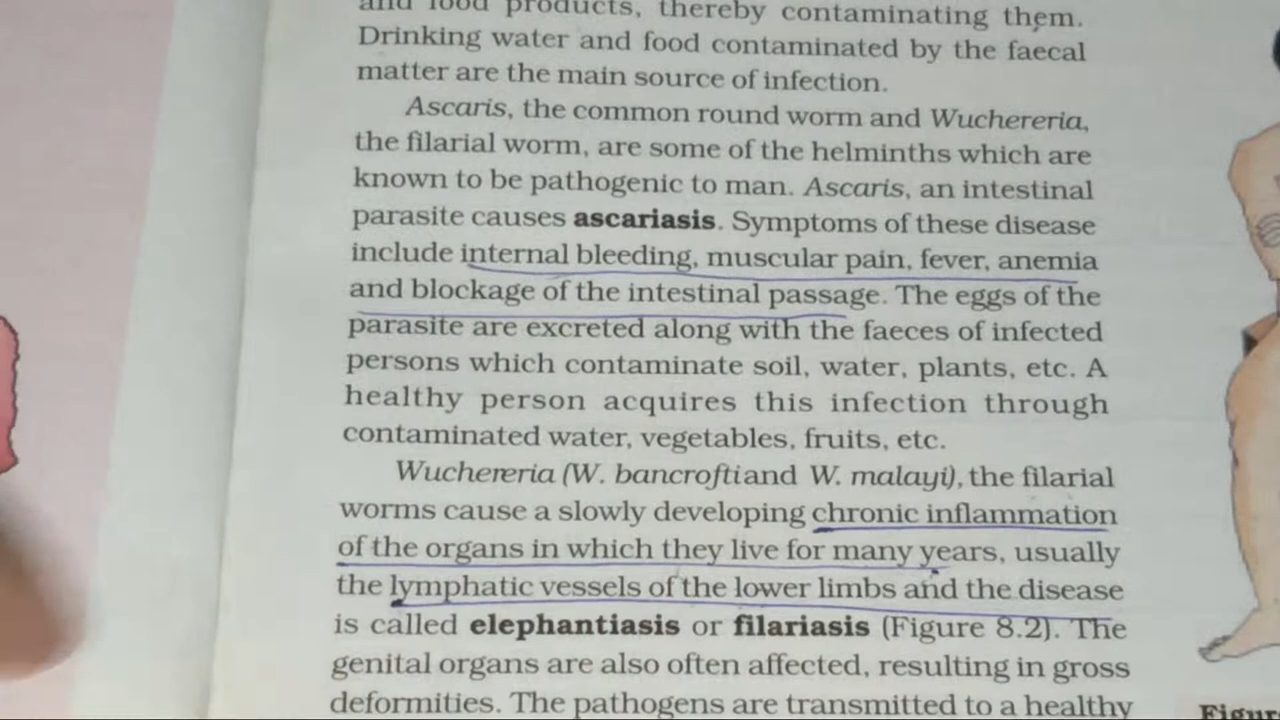 and food products, thereby contaminating them.
Drinking water and food contaminated by the faecal
matter are the main source of infection.
Ascaris, the common round worm and Wuchereria,
the filarial worm, are some of the helminths which are
known to be pathogenic to man. Ascaris, an intestinal
parasite causes ascariasis. Symptoms of these disease
include internal bleeding, muscular pain, fever, anemia
and blockage of the intestinal passage. The eggs of the
parasite are excreted along with the faeces of infected
persons which contaminate soil, water, plants, etc. A
healthy person acquires this infection through
contaminated water, vegetables, fruits, etc.
Wuchereria (W. bancrofti and W. malayi), the filarial
worms cause a slowly developing chronic inflammation
of the organs in which they live for many years, usually
the lymphatic vessels of the lower limbs and the disease
is called elephantiasis or filariasis (Figure 8.2). The
genital organs are also often affected, resulting in gross
deformities. The pathogens are transmitted to a healthy